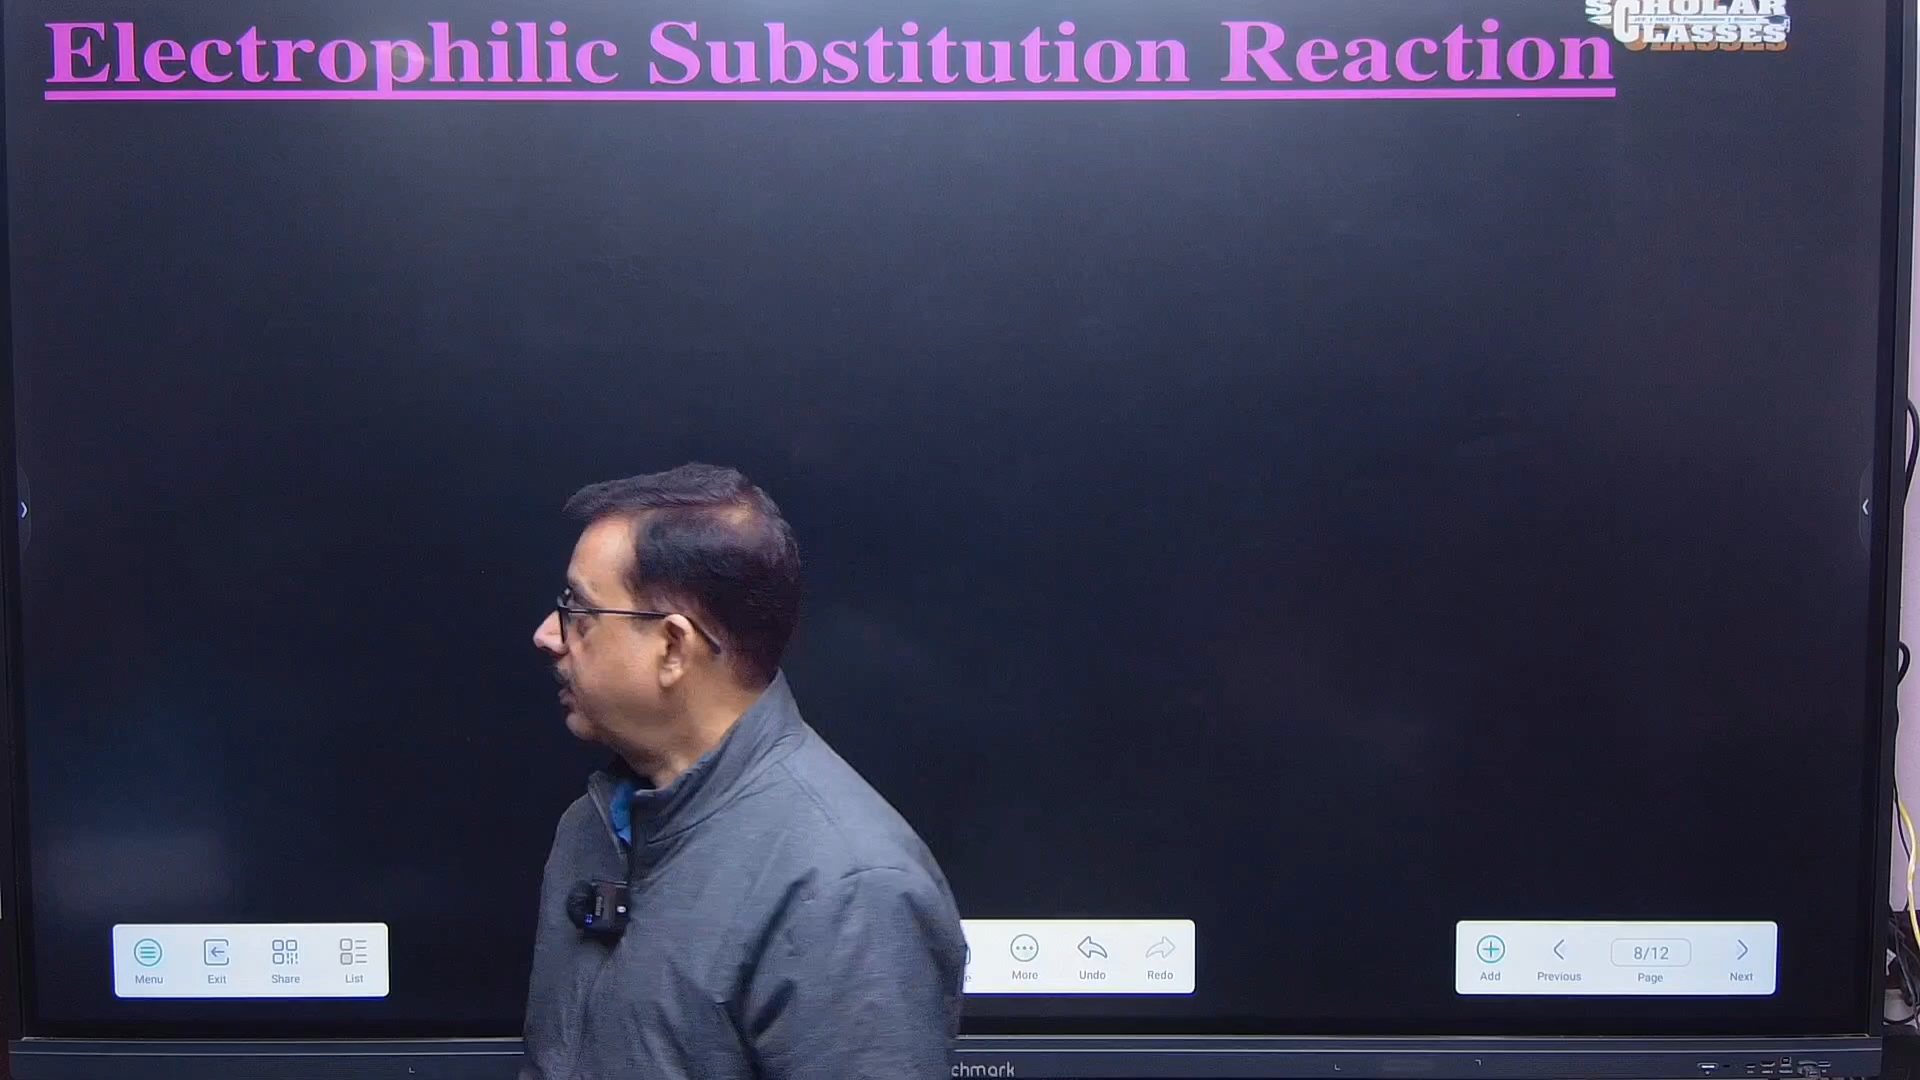 Electrophilic Substitution Reaction
SCHOLAR
CLASSES
Menu
Exit
Share
List
More
Undo
Redo
Add
Previous
8/12
Page
Next
chmark